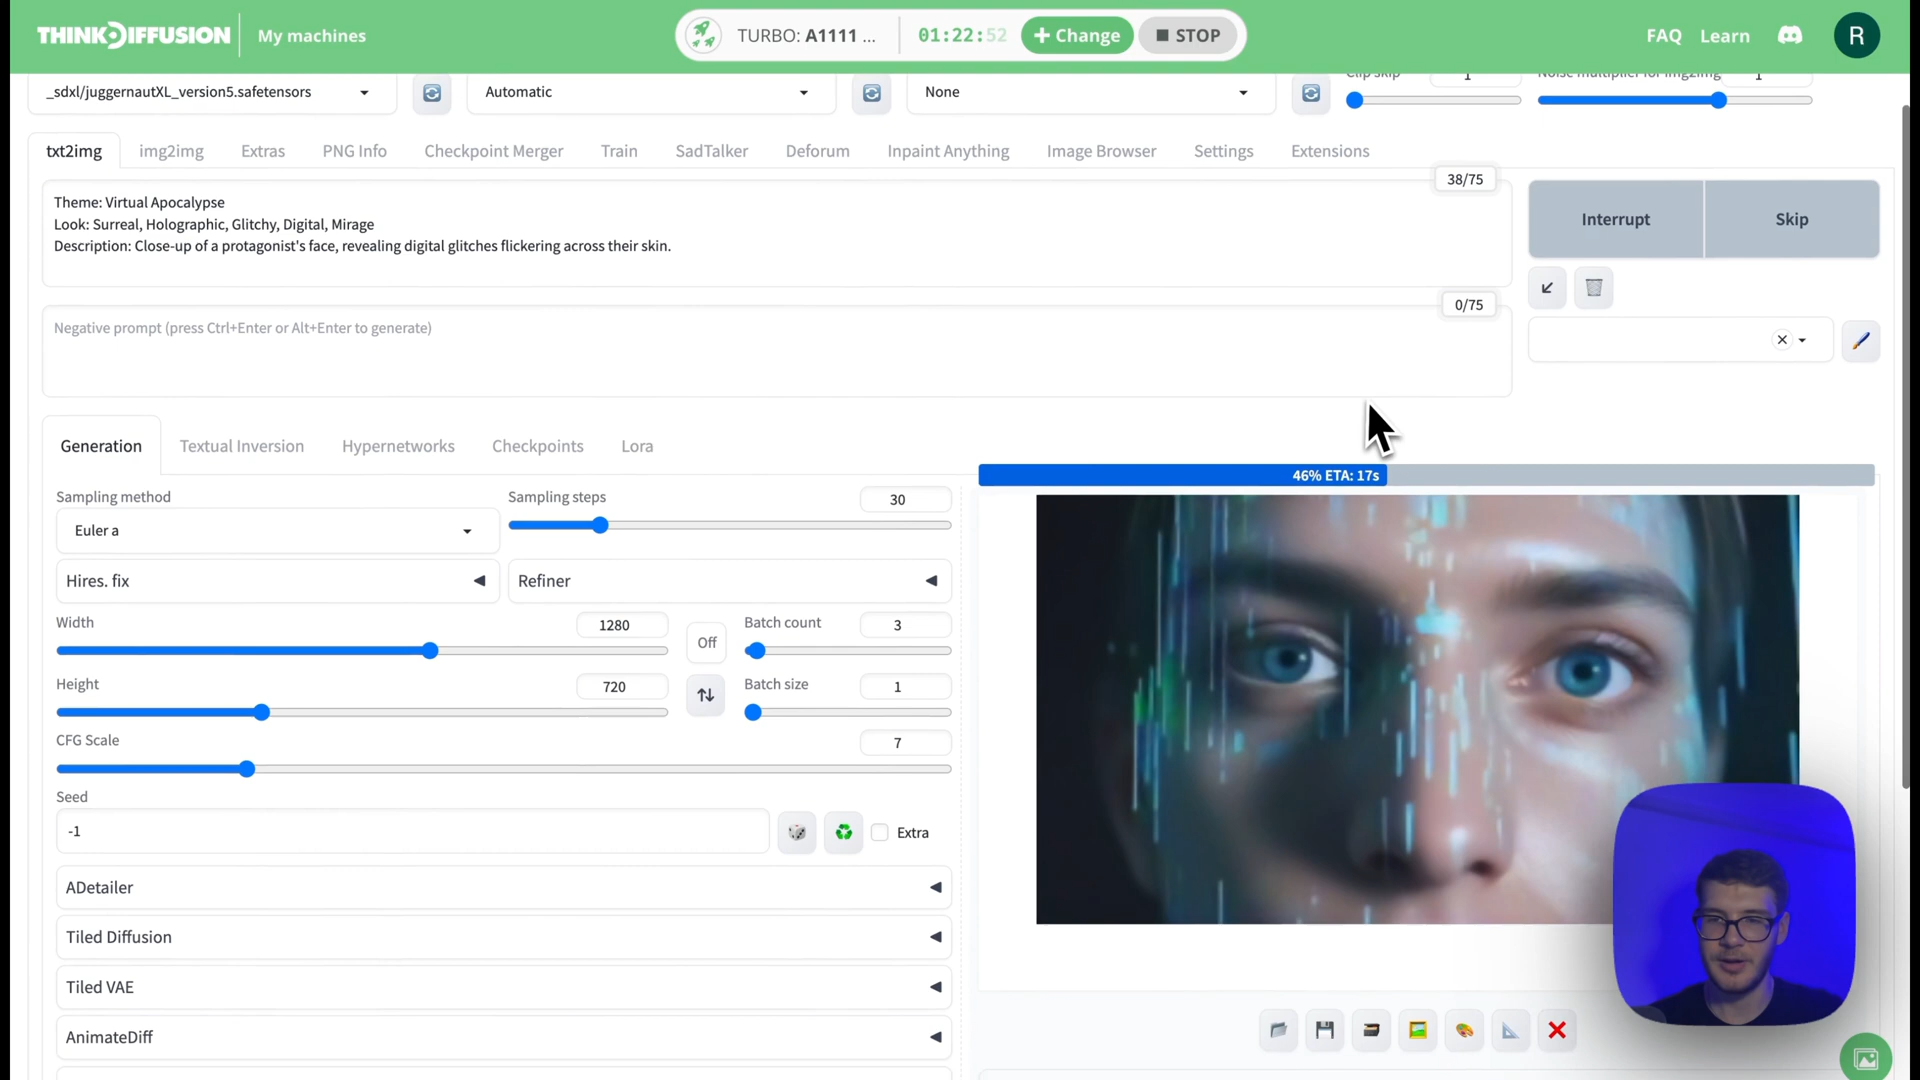 THINKDIFFUSION
My machines
TURBO: A1111 ...
01:22:52
Change
STOP
FAQ
Learn
R
_sdxl/juggernautXL_version5.safetensors
Automatic
None
Clip skip
1
Noise multiplier for img2img
1
txt2img
img2img
Extras
PNG Info
Checkpoint Merger
Train
SadTalker
Deforum
Inpaint Anything
Image Browser
Settings
Extensions
38/75
Theme: Virtual Apocalypse
Look: Surreal, Holographic, Glitchy, Digital, Mirage
Description: Close-up of a protagonist's face, revealing digital glitches flickering across their skin.
Interrupt
Skip
0/75
Negative prompt (press Ctrl+Enter or Alt+Enter to generate)
Generation
Textual Inversion
Hypernetworks
Checkpoints
Lora
46% ETA: 17s
Sampling method
Euler a
Sampling steps
30
Hires. fix
Refiner
Width
1280
Off
Batch count
3
Height
720
Batch size
1
CFG Scale
7
Seed
-1
Extra
ADetailer
Tiled Diffusion
Tiled VAE
AnimateDiff